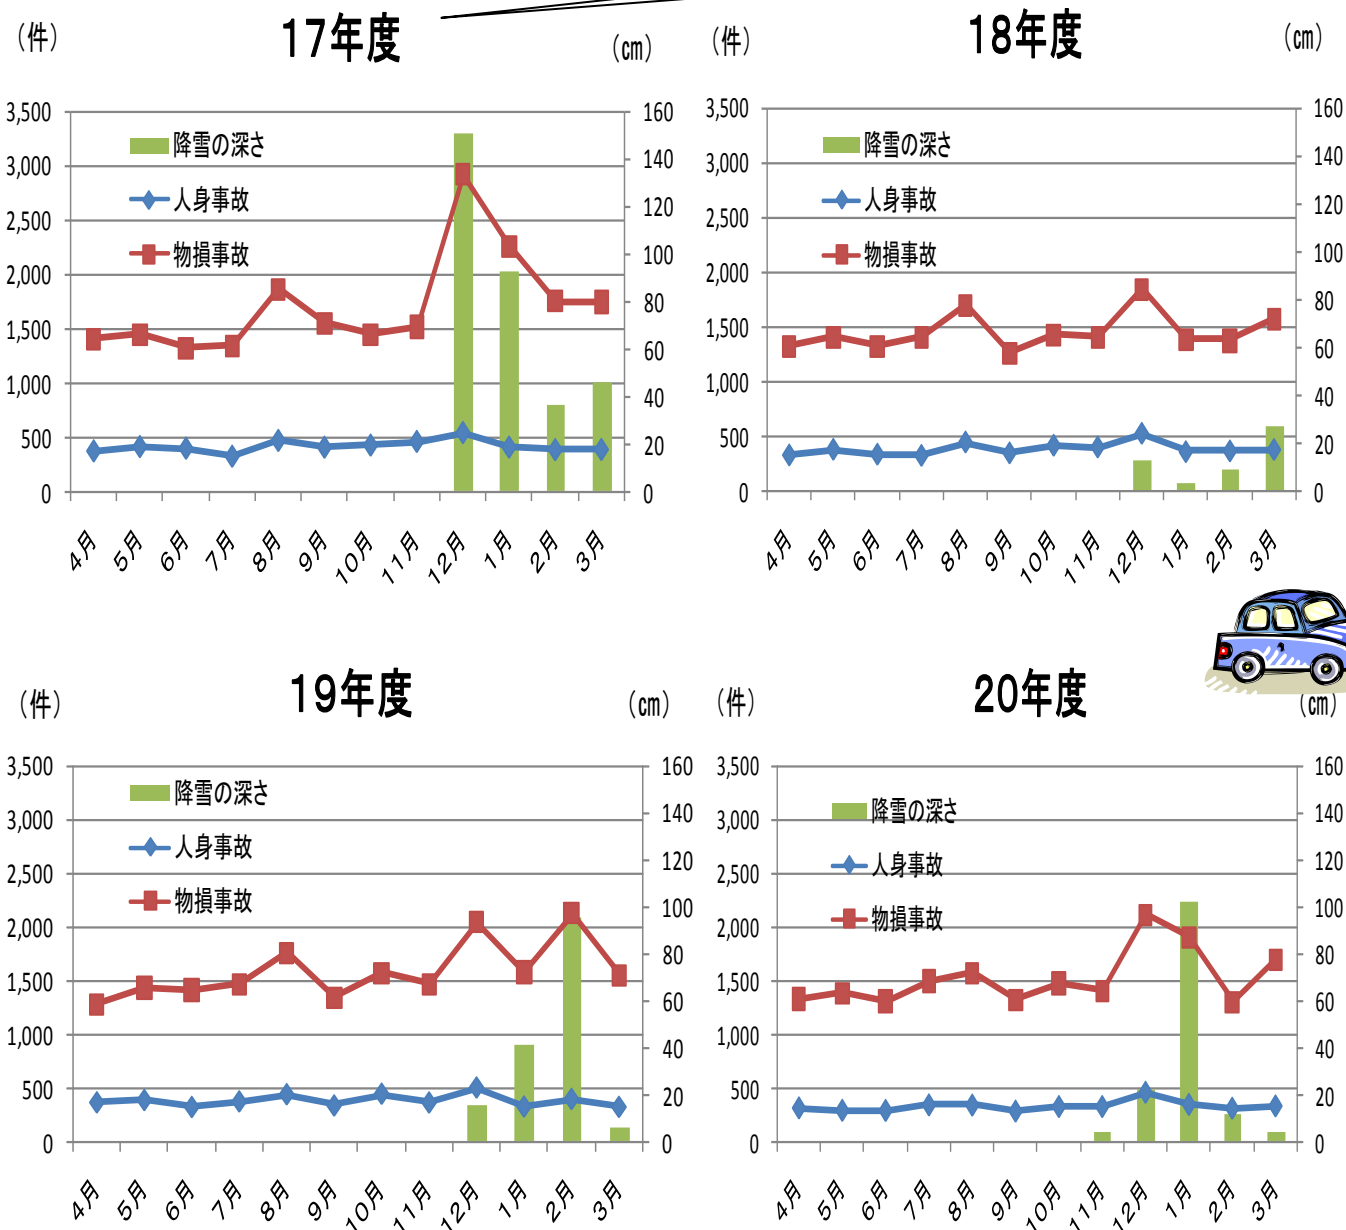 17年度
（件）
（cm）
3,500
3,000
2,500
2,000
1,500
1,000
500
0
160
140
120
100
80
60
40
20
0
降雪の深さ
人身事故
物損事故
4月
5月
6月
7月
8月
9月
10月
11月
12月
1月
2月
3月
18年度
（件）
（cm）
3,500
3,000
2,500
2,000
1,500
1,000
500
0
160
140
120
100
80
60
40
20
0
降雪の深さ
人身事故
物損事故
4月
5月
6月
7月
8月
9月
10月
11月
12月
1月
2月
3月
19年度
（件）
（cm）
3,500
3,000
2,500
2,000
1,500
1,000
500
0
160
140
120
100
80
60
40
20
0
降雪の深さ
人身事故
物損事故
4月
5月
6月
7月
8月
9月
10月
11月
12月
1月
2月
3月
20年度
（件）
（cm）
3,500
3,000
2,500
2,000
1,500
1,000
500
0
160
140
120
100
80
60
40
20
0
降雪の深さ
人身事故
物損事故
4月
5月
6月
7月
8月
9月
10月
11月
12月
1月
2月
3月